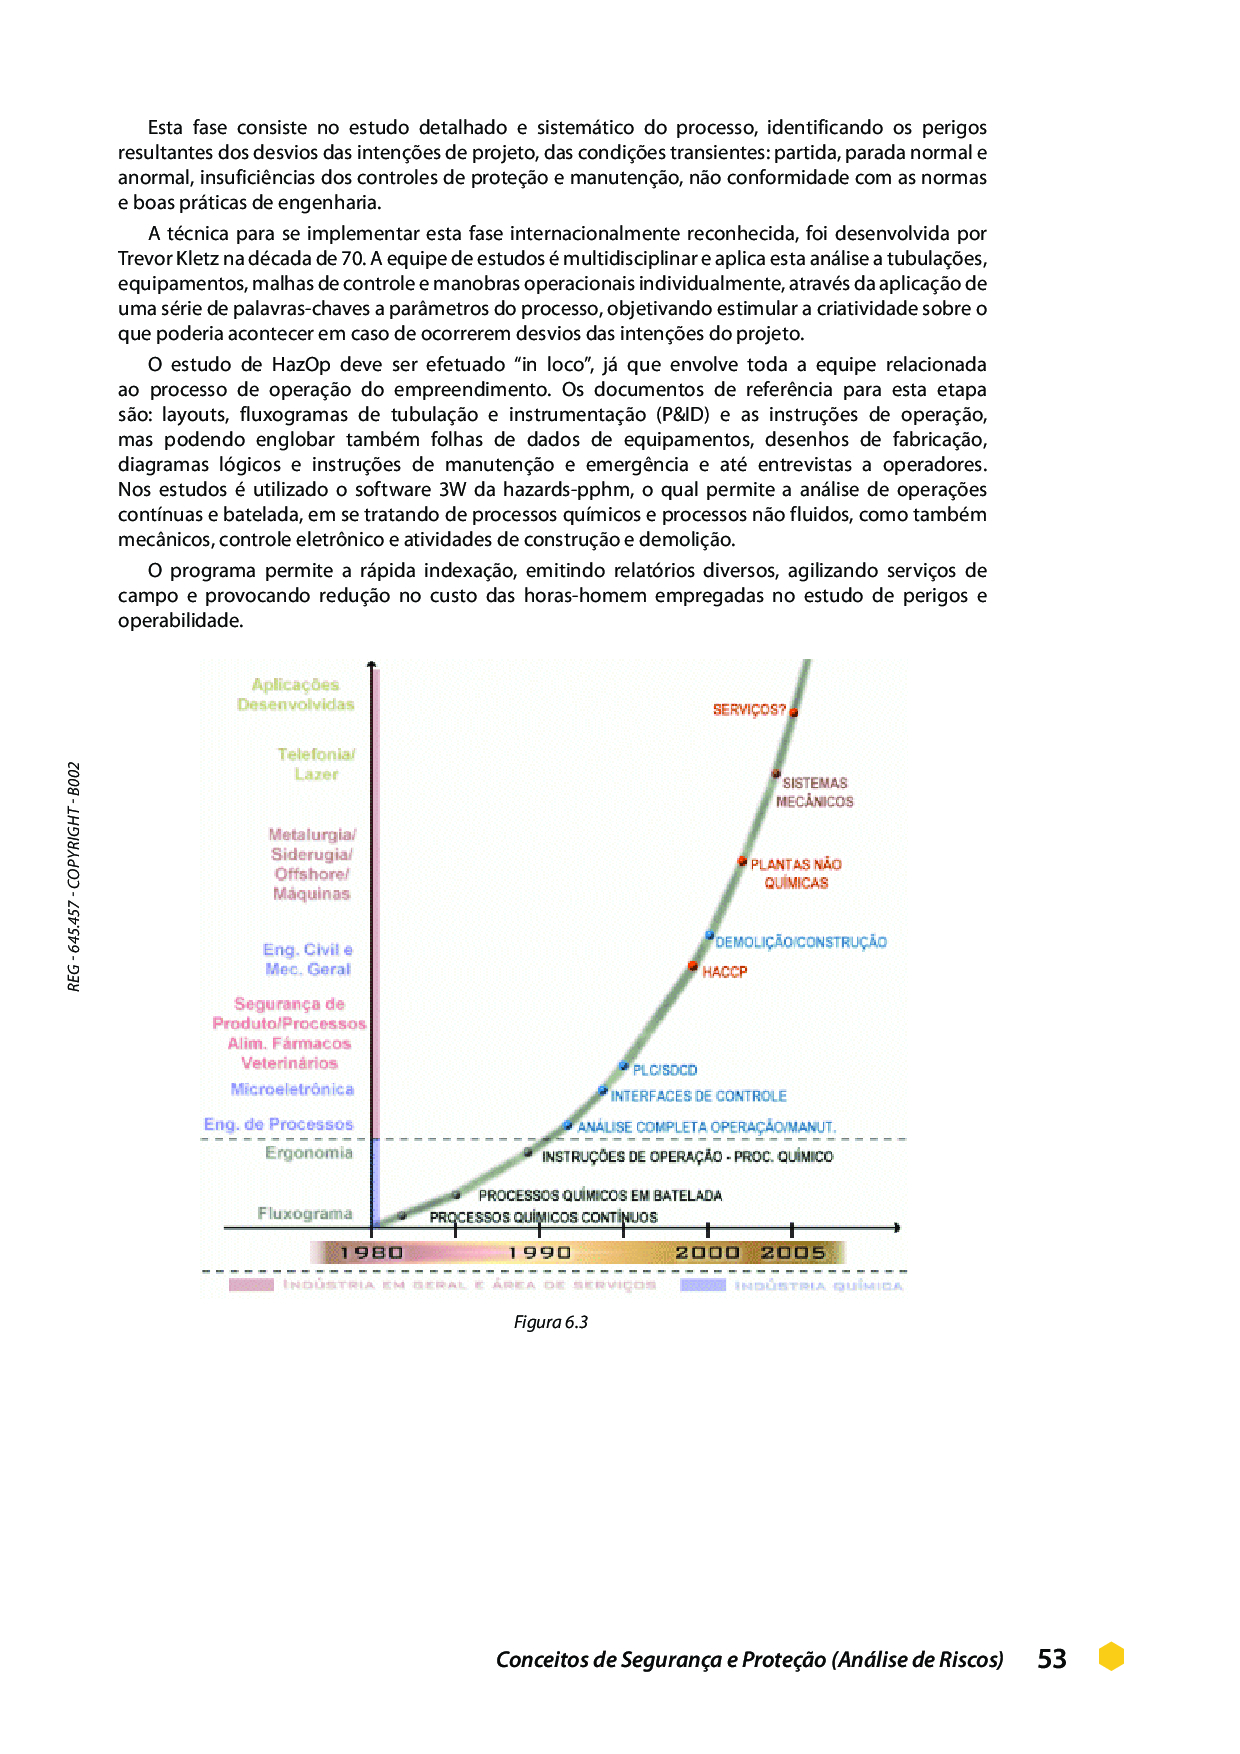 Esta fase consiste no estudo detalhado e sistemático do processo, identificando os perigos
resultantes dos desvios das intenções de projeto, das condições transientes: partida, parada normal e
anormal, insuficiências dos controles de proteção e manutenção, não conformidade com as normas
e boas práticas de engenharia.
A técnica para se implementar esta fase internacionalmente reconhecida, foi desenvolvida por
Trevor Kletz na década de 70. A equipe de estudos é multidisciplinar e aplica esta análise a tubulações,
equipamentos, malhas de controle e manobras operacionais individualmente, através da aplicação de
uma série de palavras-chaves a parâmetros do processo, objetivando estimular a criatividade sobre o
que poderia acontecer em caso de ocorrerem desvios das intenções do projeto.
O estudo de HazOp deve ser efetuado “in loco”, já que envolve toda a equipe relacionada
ao processo de operação do empreendimento. Os documentos de referência para esta etapa
são: layouts, fluxogramas de tubulação e instrumentação (P&ID) e as instruções de operação,
mas podendo englobar também folhas de dados de equipamentos, desenhos de fabricação,
diagramas lógicos e instruções de manutenção e emergência e até entrevistas a operadores.
Nos estudos é utilizado o software 3W da hazards-pphm, o qual permite a análise de operações
contínuas e batelada, em se tratando de processos químicos e processos não fluidos, como também
mecânicos, controle eletrônico e atividades de construção e demolição.
O programa permite a rápida indexação, emitindo relatórios diversos, agilizando serviços de
campo e provocando redução no custo das horas-homem empregadas no estudo de perigos e
operabilidade.
Aplicações
Desenvolvidas
Telefonia/
Lazer
Metalurgia/
Siderugia/
Offshore/
Máquinas
Eng. Civil e
Mec. Geral
Segurança de
Produto/Processos
Alim. Fármacos
Veterinários
Microeletrônica
Eng. de Processos
Ergonomia
Fluxograma
SERVIÇOS?
SISTEMAS
MECÂNICOS
PLANTAS NÃO
QUÍMICAS
DEMOLIÇÃO/CONSTRUÇÃO
HACCP
PLC/SDCD
INTERFACES DE CONTROLE
ANÁLISE COMPLETA OPERAÇÃO/MANUT.
INSTRUÇÕES DE OPERAÇÃO - PROC. QUÍMICO
PROCESSOS QUÍMICOS EM BATELADA
PROCESSOS QUÍMICOS CONTÍNUOS
1980 1990 2000 2005
INDÚSTRIA EM GERAL E ÁREA DE SERVIÇOS INDÚSTRIA QUÍMICA
Figura 6.3
REG - 645.457 - COPYRIGHT - B002
Conceitos de Segurança e Proteção (Análise de Riscos) 53